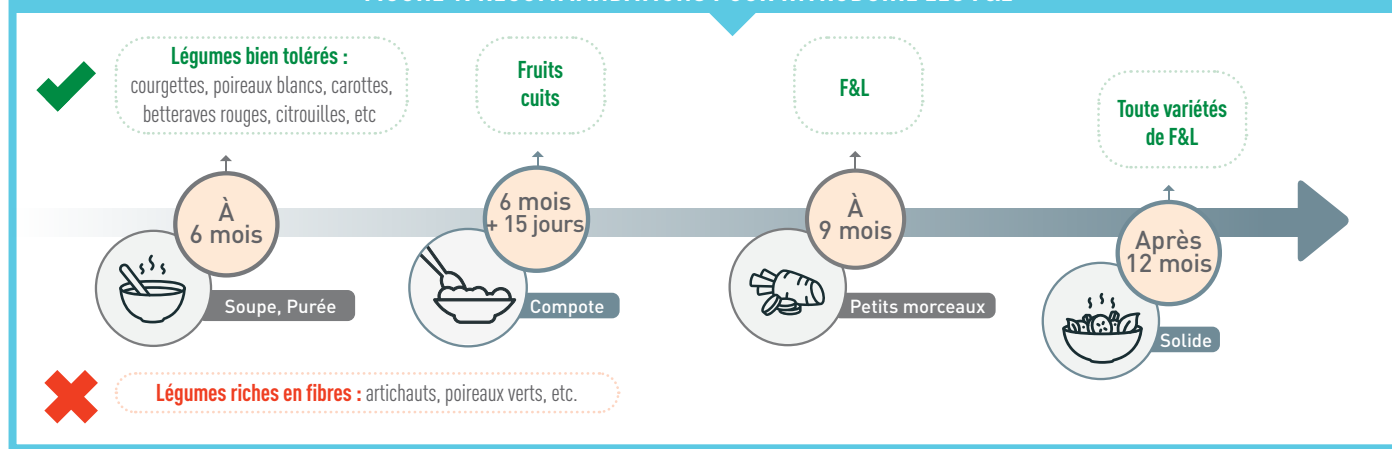 Légumes bien tolérés :
courgettes, poireaux blancs, carottes,
betteraves rouges, citrouilles, etc
Fruits
cuits
F&L
Toute variétés
de F&L
À
6 mois
6 mois
+ 15 jours
À
9 mois
Après
12 mois
Soupe, Purée
Compote
Petits morceaux
Solide
Légumes riches en fibres : artichauts, poireaux verts, etc.